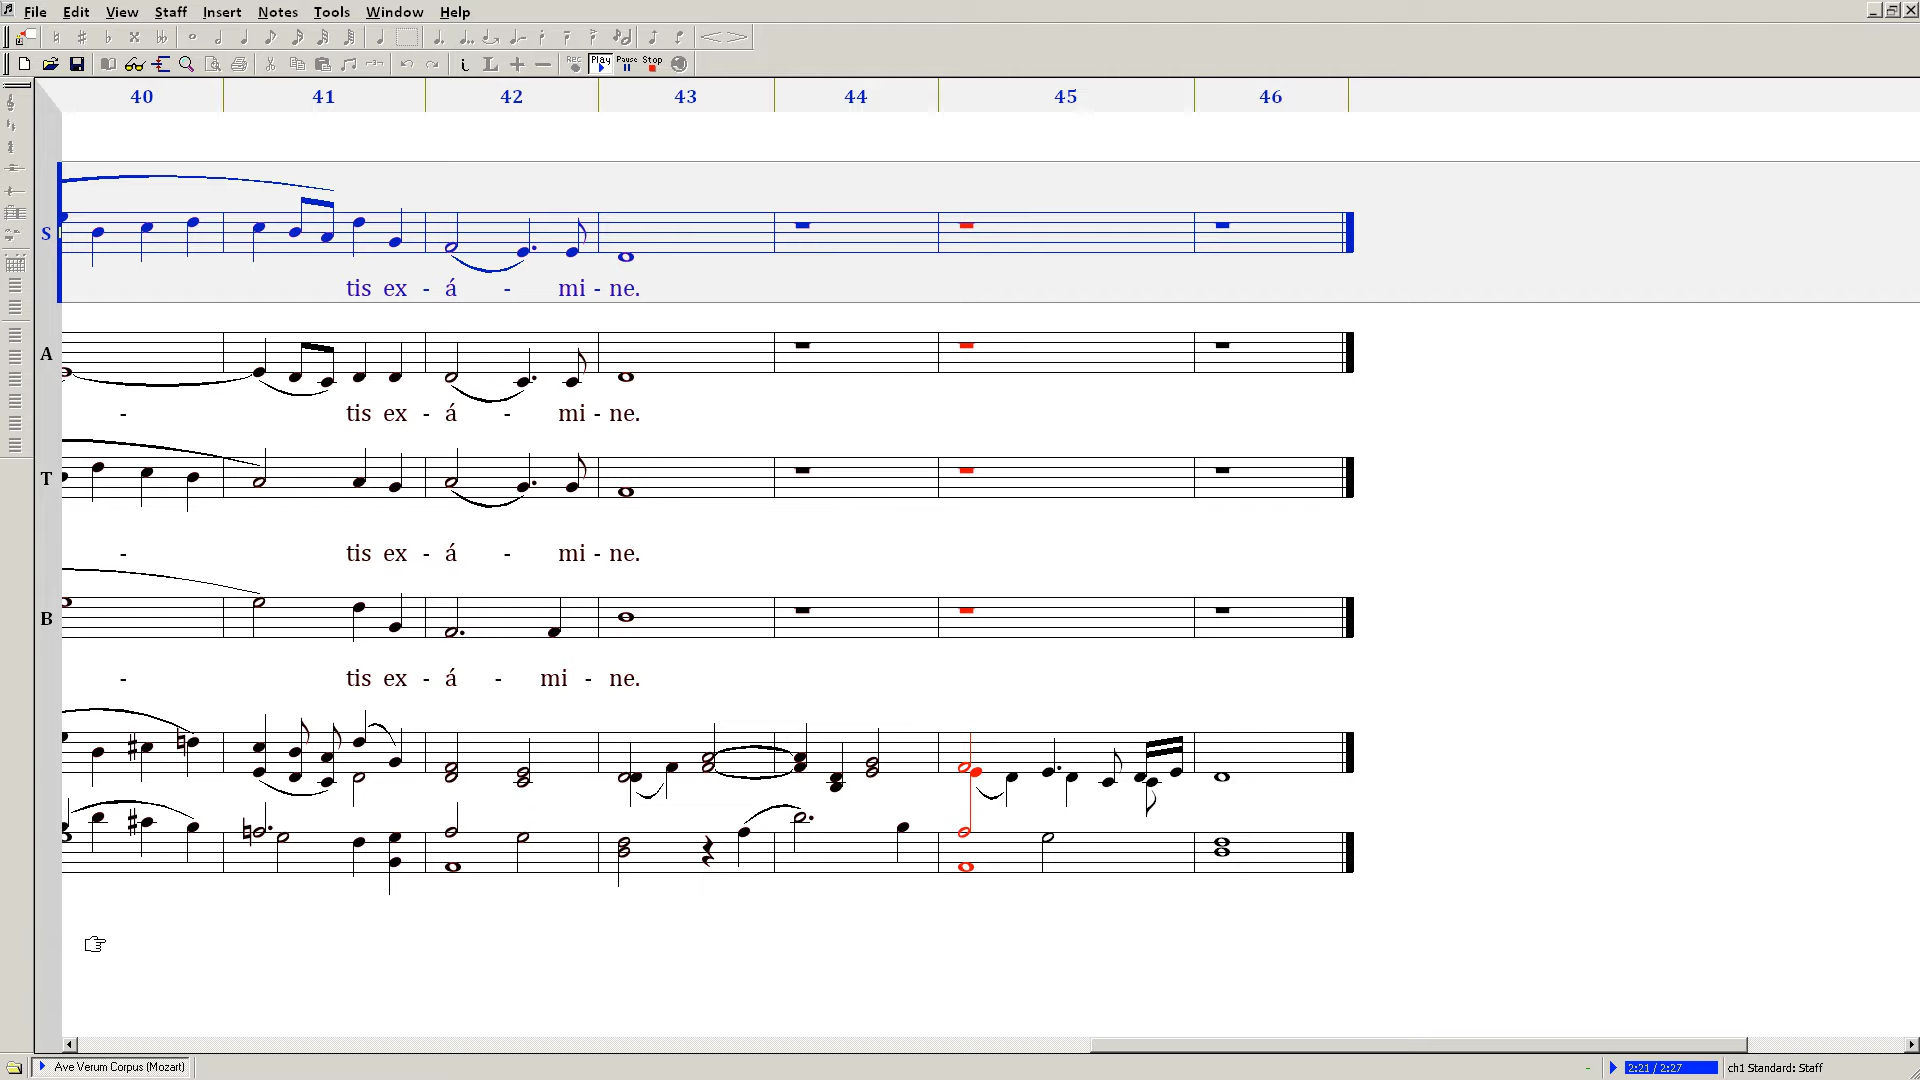 File Edit View Staff Insert Notes Tools Window Help
Rec Play Pause Stop
40 41 42 43 44 45 46
S
tis ex - á - mi - ne.
A
- tis ex - á - mi - ne.
T
- tis ex - á - mi - ne.
B
- tis ex - á - mi - ne.
Ave Verum Corpus (Mozart)
2:21 / 2:27
ch1 Standard: Staff